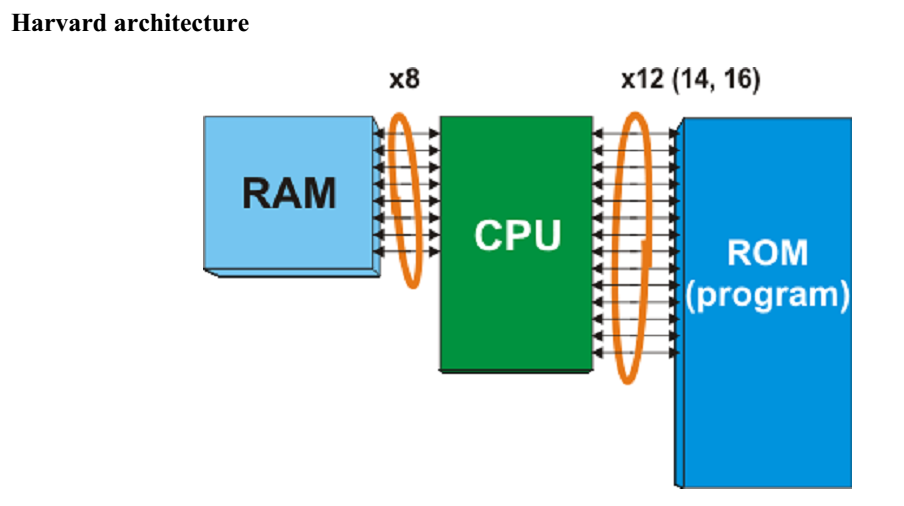 Harvard architecture
x8
x12 (14, 16)
RAM
CPU
ROM
(program)